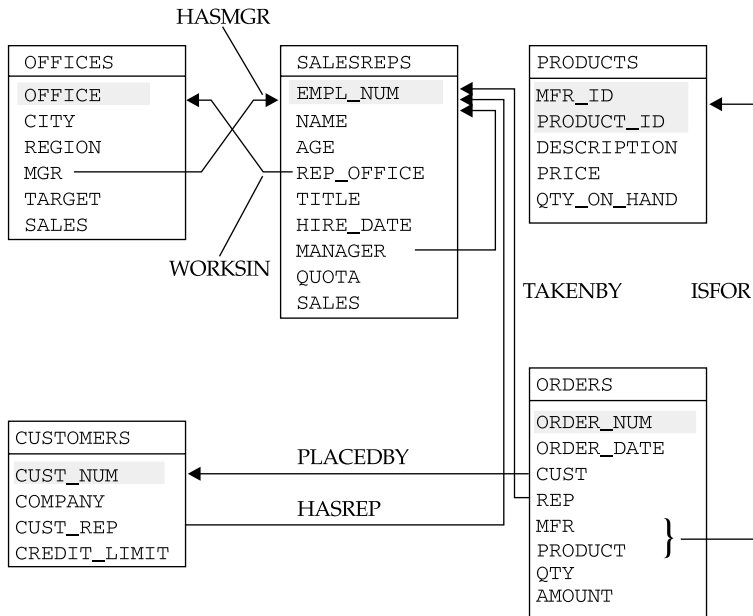 HASMGR
OFFICES
OFFICE
CITY
REGION
MGR
TARGET
SALES
SALESREPS
EMPL_NUM
NAME
AGE
REP_OFFICE
TITLE
HIRE_DATE
MANAGER
QUOTA
SALES
PRODUCTS
MFR_ID
PRODUCT_ID
DESCRIPTION
PRICE
QTY_ON_HAND
WORKSIN
TAKENBY
ISFOR
CUSTOMERS
CUST_NUM
COMPANY
CUST_REP
CREDIT_LIMIT
PLACEDBY
HASREP
ORDERS
ORDER_NUM
ORDER_DATE
CUST
REP
MFR
PRODUCT
}
QTY
AMOUNT